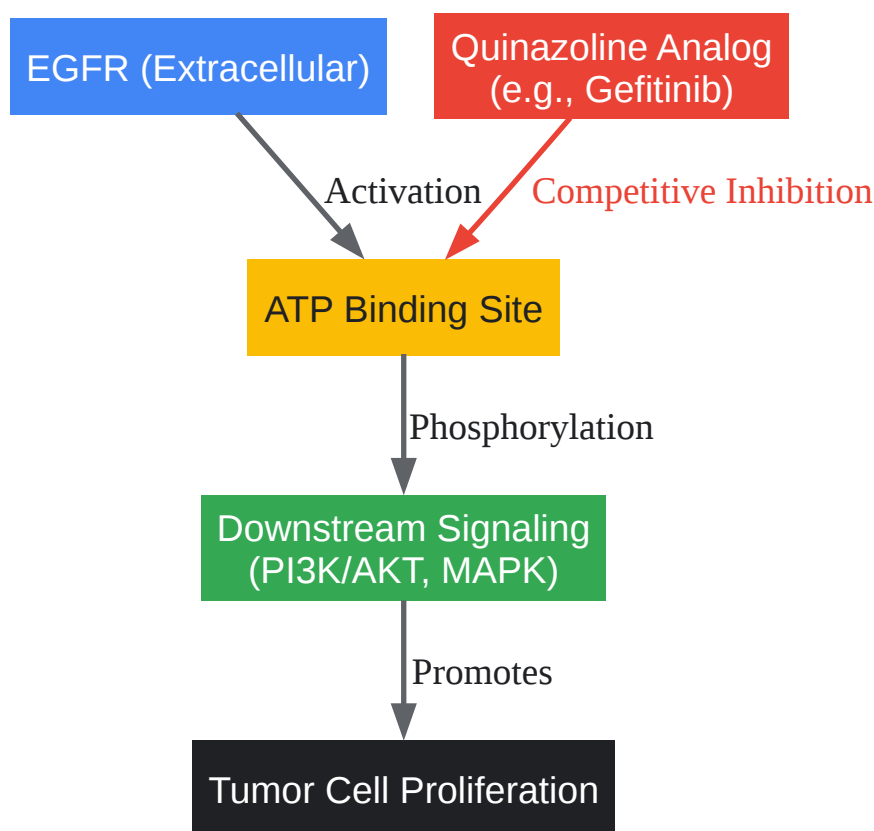 EGFR (Extracellular)
Quinazoline Analog
(e.g., Gefitinib)
Activation
Competitive Inhibition
ATP Binding Site
Phosphorylation
Downstream Signaling
(PI3K/AKT, MAPK)
Promotes
Tumor Cell Proliferation